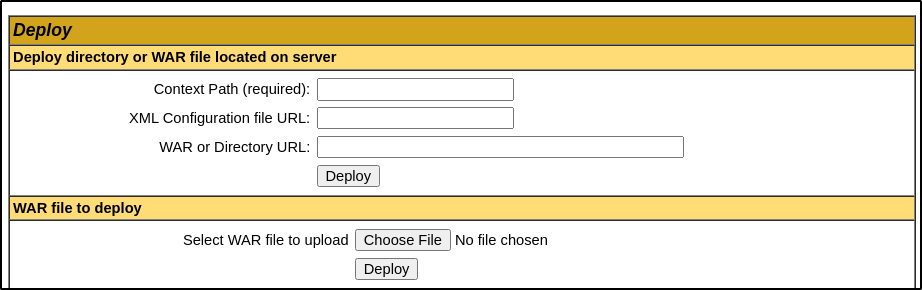 Deploy
Deploy directory or WAR file located on server
Context Path (required):
XML Configuration file URL:
WAR or Directory URL:
Deploy
WAR file to deploy
Select WAR file to upload Choose File No file chosen
Deploy